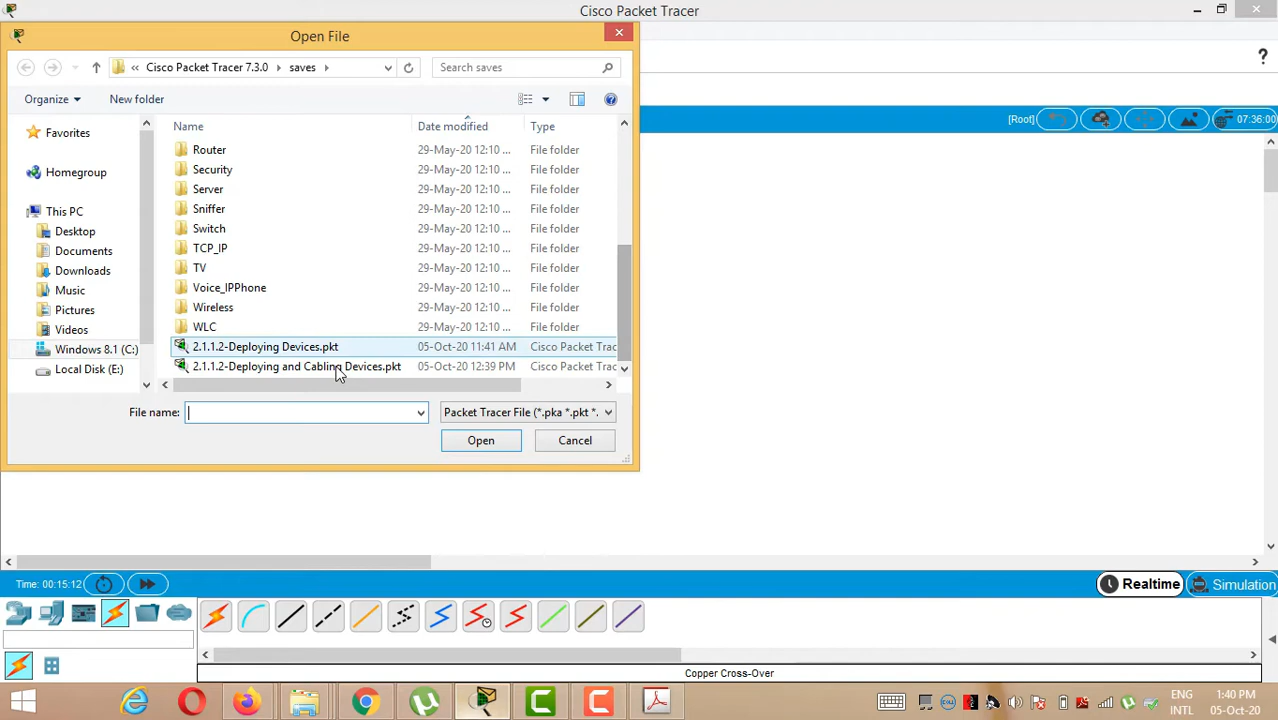 Cisco Packet Tracer
Open File
Cisco Packet Tracer 7.3.0
saves
Search saves
Organize
New folder
[Root]
07:36:00
Favorites
Homegroup
This PC
Desktop
Documents
Downloads
Music
Pictures
Videos
Windows 8.1 (C:)
Local Disk (E:)
Name Date modified Type
Router 29-May-20 12:10 ... File folder
Security 29-May-20 12:10 ... File folder
Server 29-May-20 12:10 ... File folder
Sniffer 29-May-20 12:10 ... File folder
Switch 29-May-20 12:10 ... File folder
TCP_IP 29-May-20 12:10 ... File folder
TV 29-May-20 12:10 ... File folder
Voice_IPPhone 29-May-20 12:10 ... File folder
Wireless 29-May-20 12:10 ... File folder
WLC 29-May-20 12:10 ... File folder
2.1.1.2-Deploying Devices.pkt 05-Oct-20 11:41 AM Cisco Packet Trac
2.1.1.2-Deploying and Cabling Devices.pkt 05-Oct-20 12:39 PM Cisco Packet Trac
File name:
Packet Tracer File (*.pka *.pkt *.
Open
Cancel
Time: 00:15:12
Realtime
Simulation
Copper Cross-Over
ENG
INTL
1:40 PM
05-Oct-20